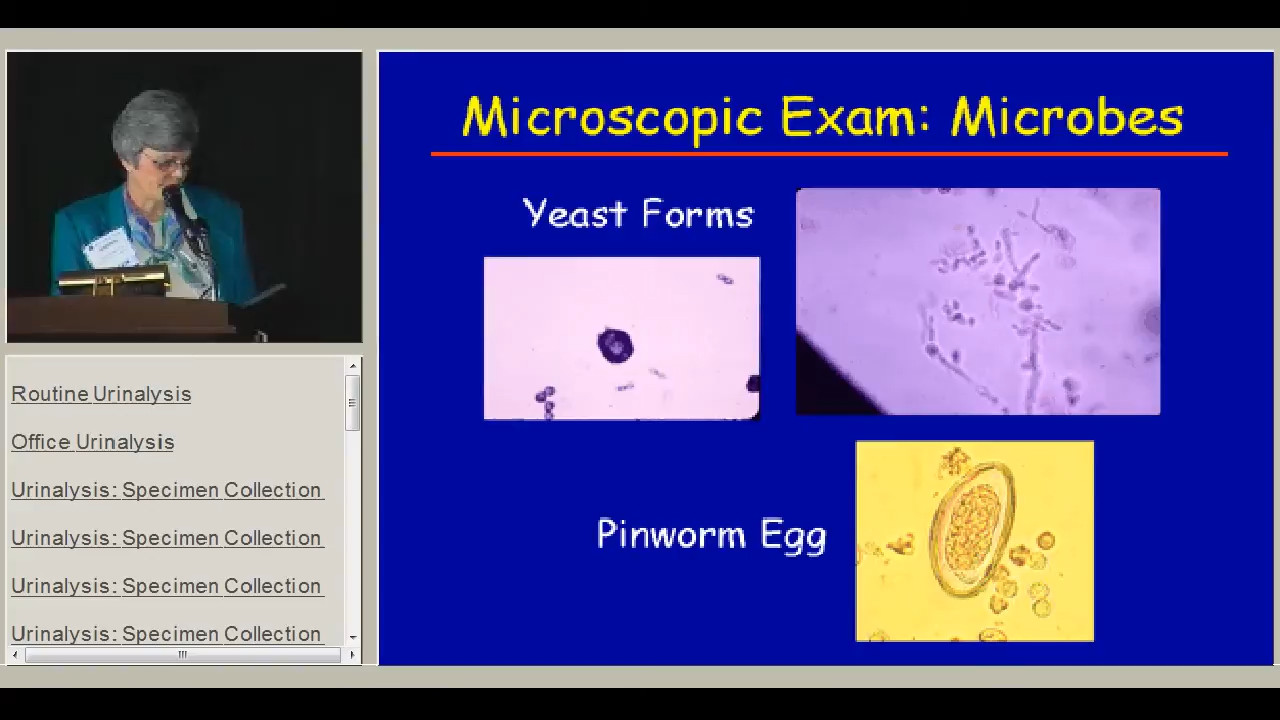 Microscopic Exam: Microbes
Yeast Forms
Pinworm Egg
Routine Urinalysis
Office Urinalysis
Urinalysis: Specimen Collection
Urinalysis: Specimen Collection
Urinalysis: Specimen Collection
Urinalysis: Specimen Collection